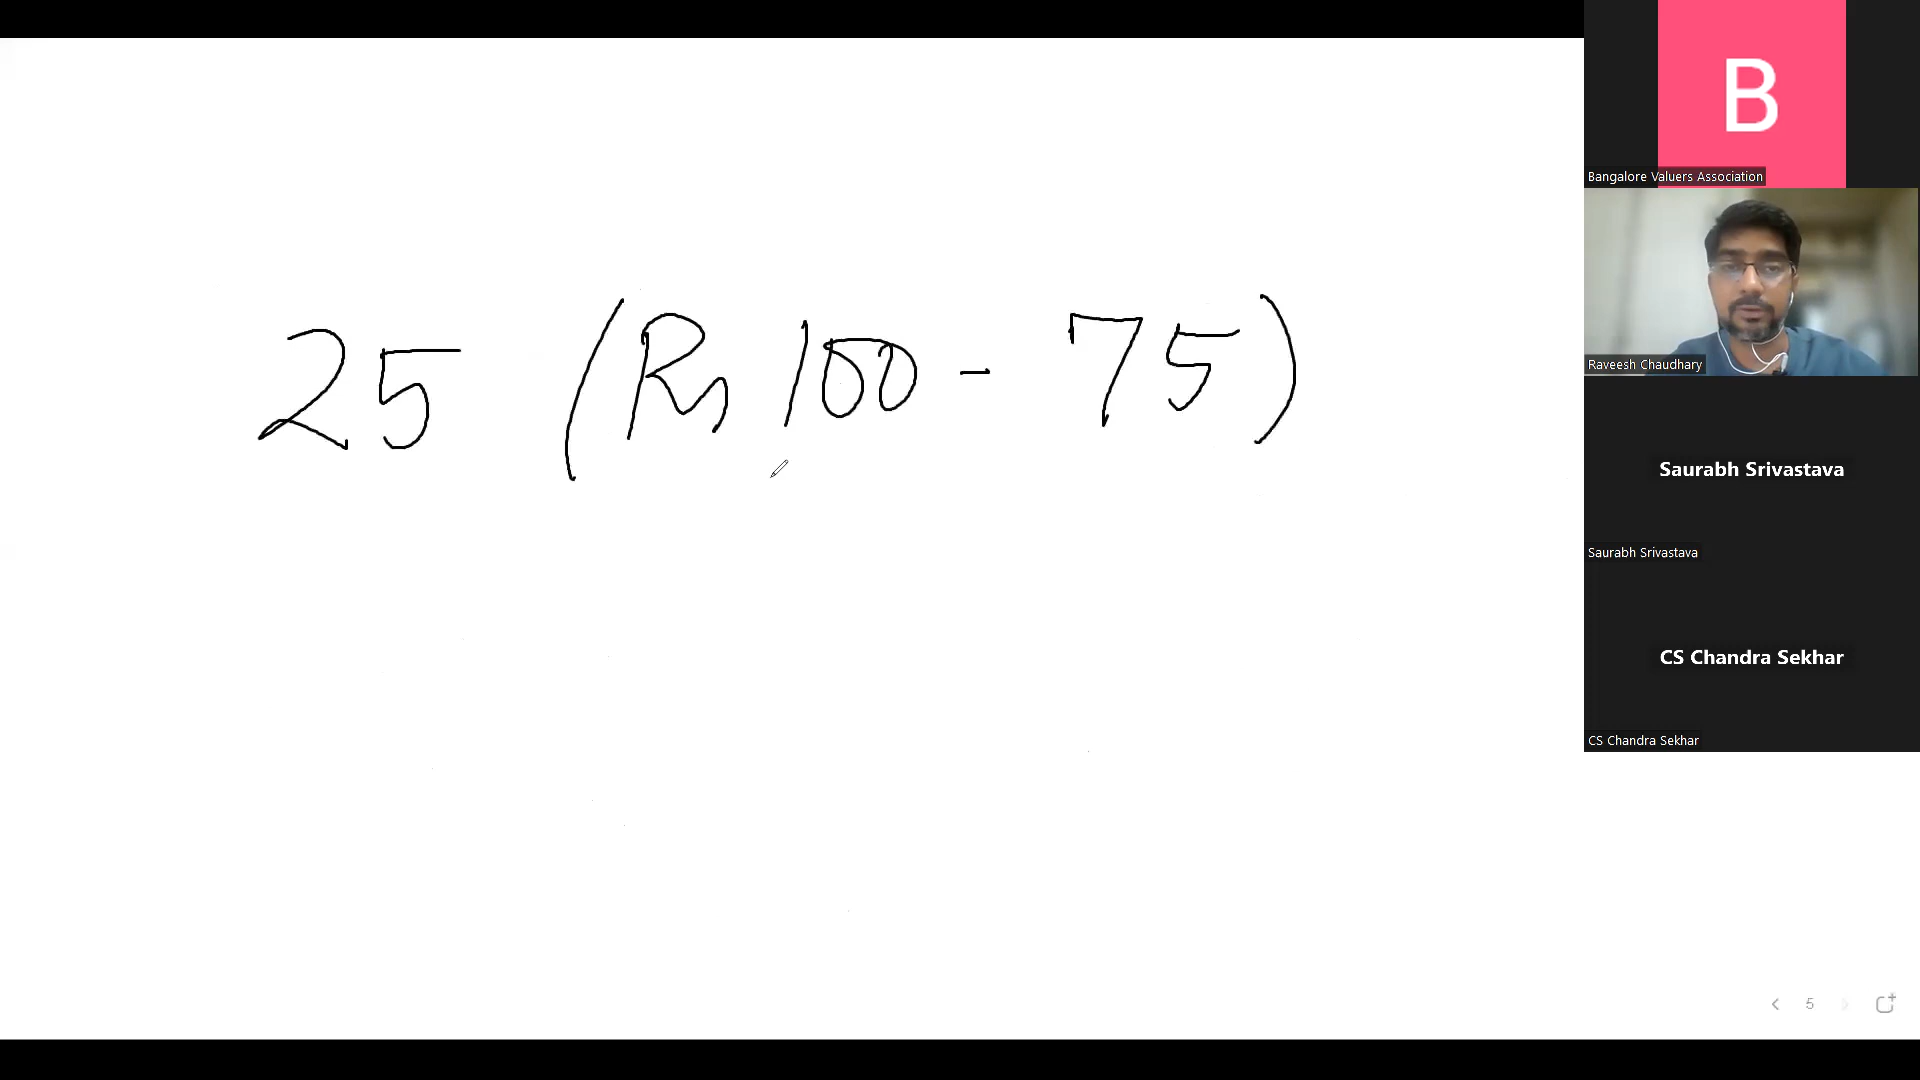 25 (Rs 100 - 75)
B
Bangalore Valuers Association
Raveesh Chaudhary
Saurabh Srivastava
Saurabh Srivastava
CS Chandra Sekhar
CS Chandra Sekhar
5